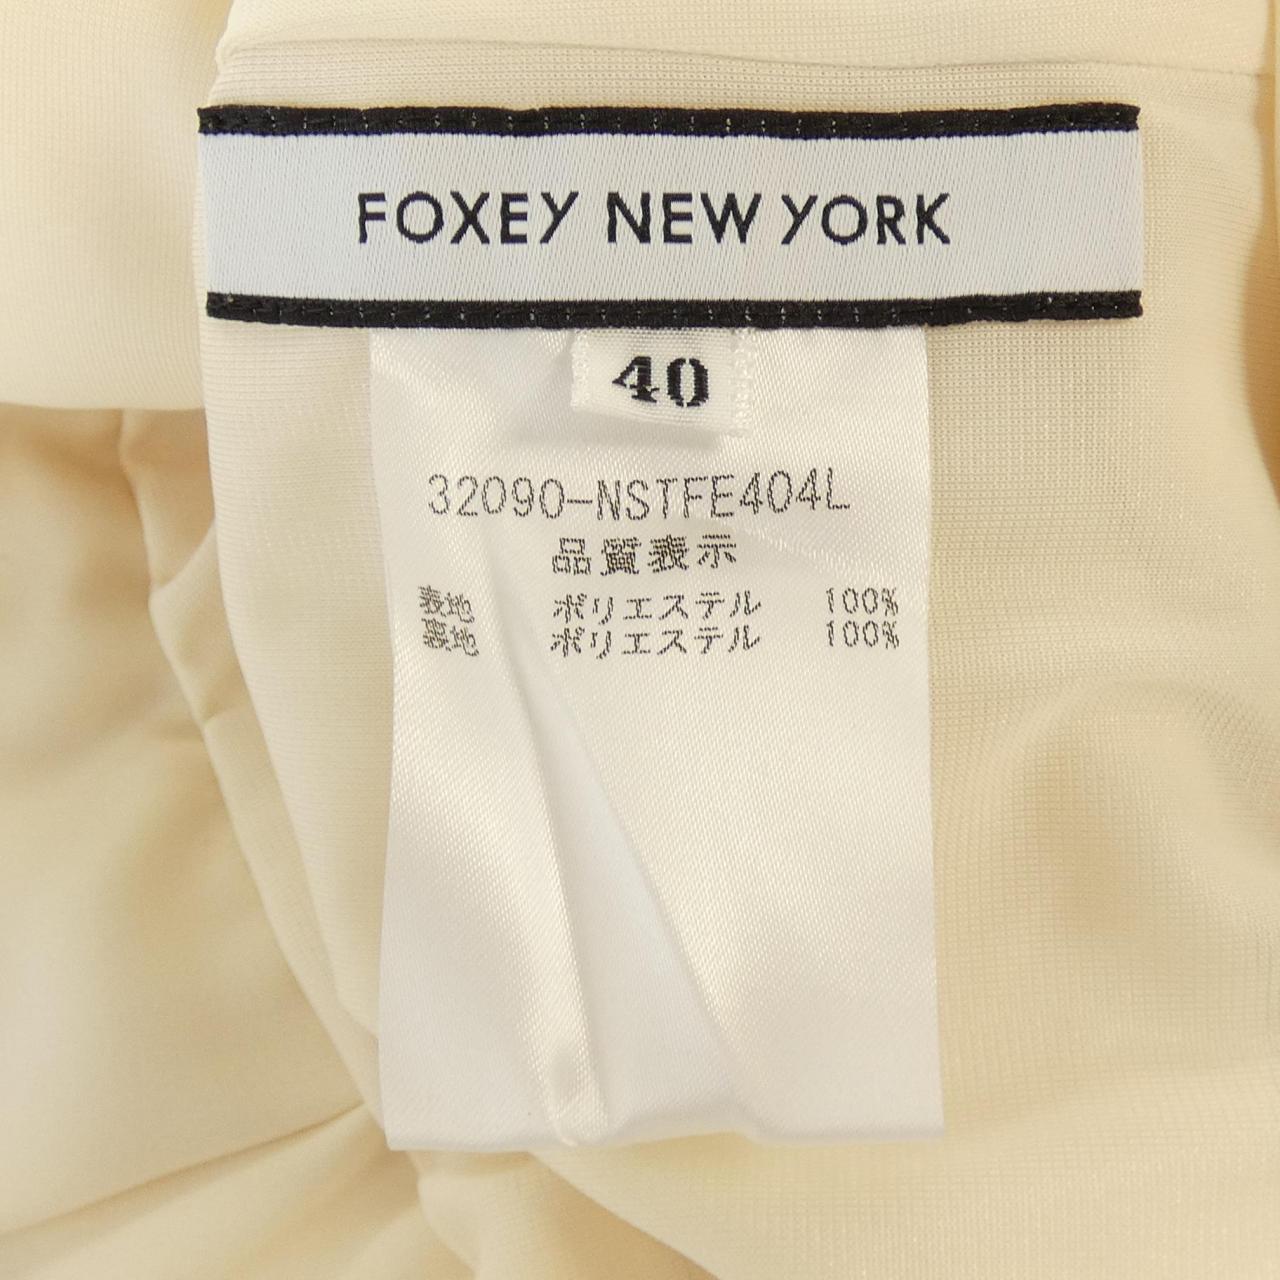 FOXEY NEW YORK
40
32090-NSTFE404L
品質表示
表地 ポリエステル 100%
裏地 ポリエステル 100%